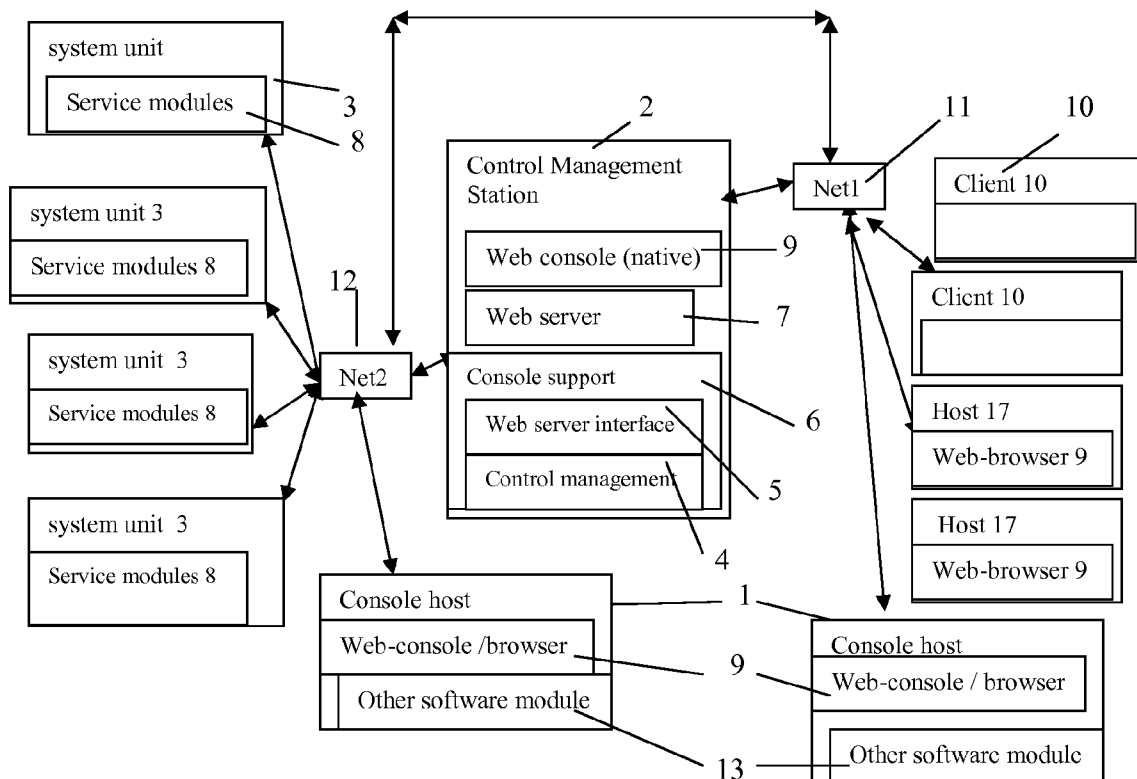 system unit
Service modules
3
8
system unit 3
Service modules 8
12
system unit 3
Service modules 8
system unit 3
Service modules 8
Net2
2
Control Management
Station
Web console (native)
9
Web server
7
Console support
6
Web server interface
5
Control management
4
11
Net1
10
Client 10
Client 10
Host 17
Web-browser 9
Host 17
Web-browser 9
Console host
1
Web-console /browser
9
Other software module
13
Console host
Web-console / browser
Other software module